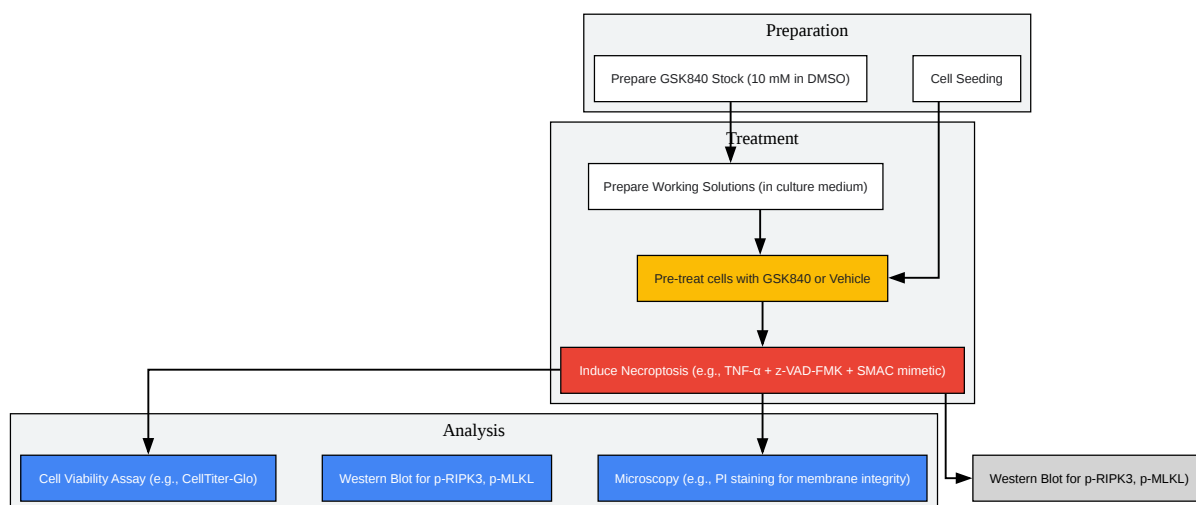 Preparation
Prepare GSK840 Stock (10 mM in DMSO)
Cell Seeding
Treatment
Prepare Working Solutions (in culture medium)
Pre-treat cells with GSK840 or Vehicle
Induce Necroptosis (e.g., TNF-α + z-VAD-FMK + SMAC mimetic)
Analysis
Cell Viability Assay (e.g., CellTiter-Glo)
Western Blot for p-RIPK3, p-MLKL
Microscopy (e.g., PI staining for membrane integrity)
Western Blot for p-RIPK3, p-MLKL)